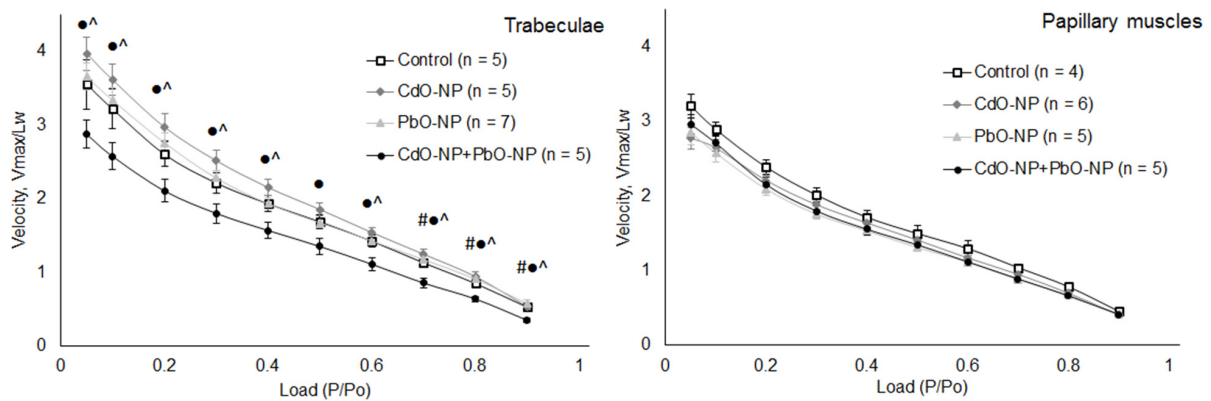 Trabeculae
●^
●^
●^
●^
●^
●
●^
#●^
#●^
#●^
Control (n = 5)
CdO-NP (n = 5)
PbO-NP (n = 7)
CdO-NP+PbO-NP (n = 5)
Velocity, Vmax/Lw
4
3
2
1
0
0 0.2 0.4 0.6 0.8 1
Load (P/Po)
Papillary muscles
Control (n = 4)
CdO-NP (n = 6)
PbO-NP (n = 5)
CdO-NP+PbO-NP (n = 5)
Velocity, Vmax/Lw
4
3
2
1
0
0 0.2 0.4 0.6 0.8 1
Load (P/Po)